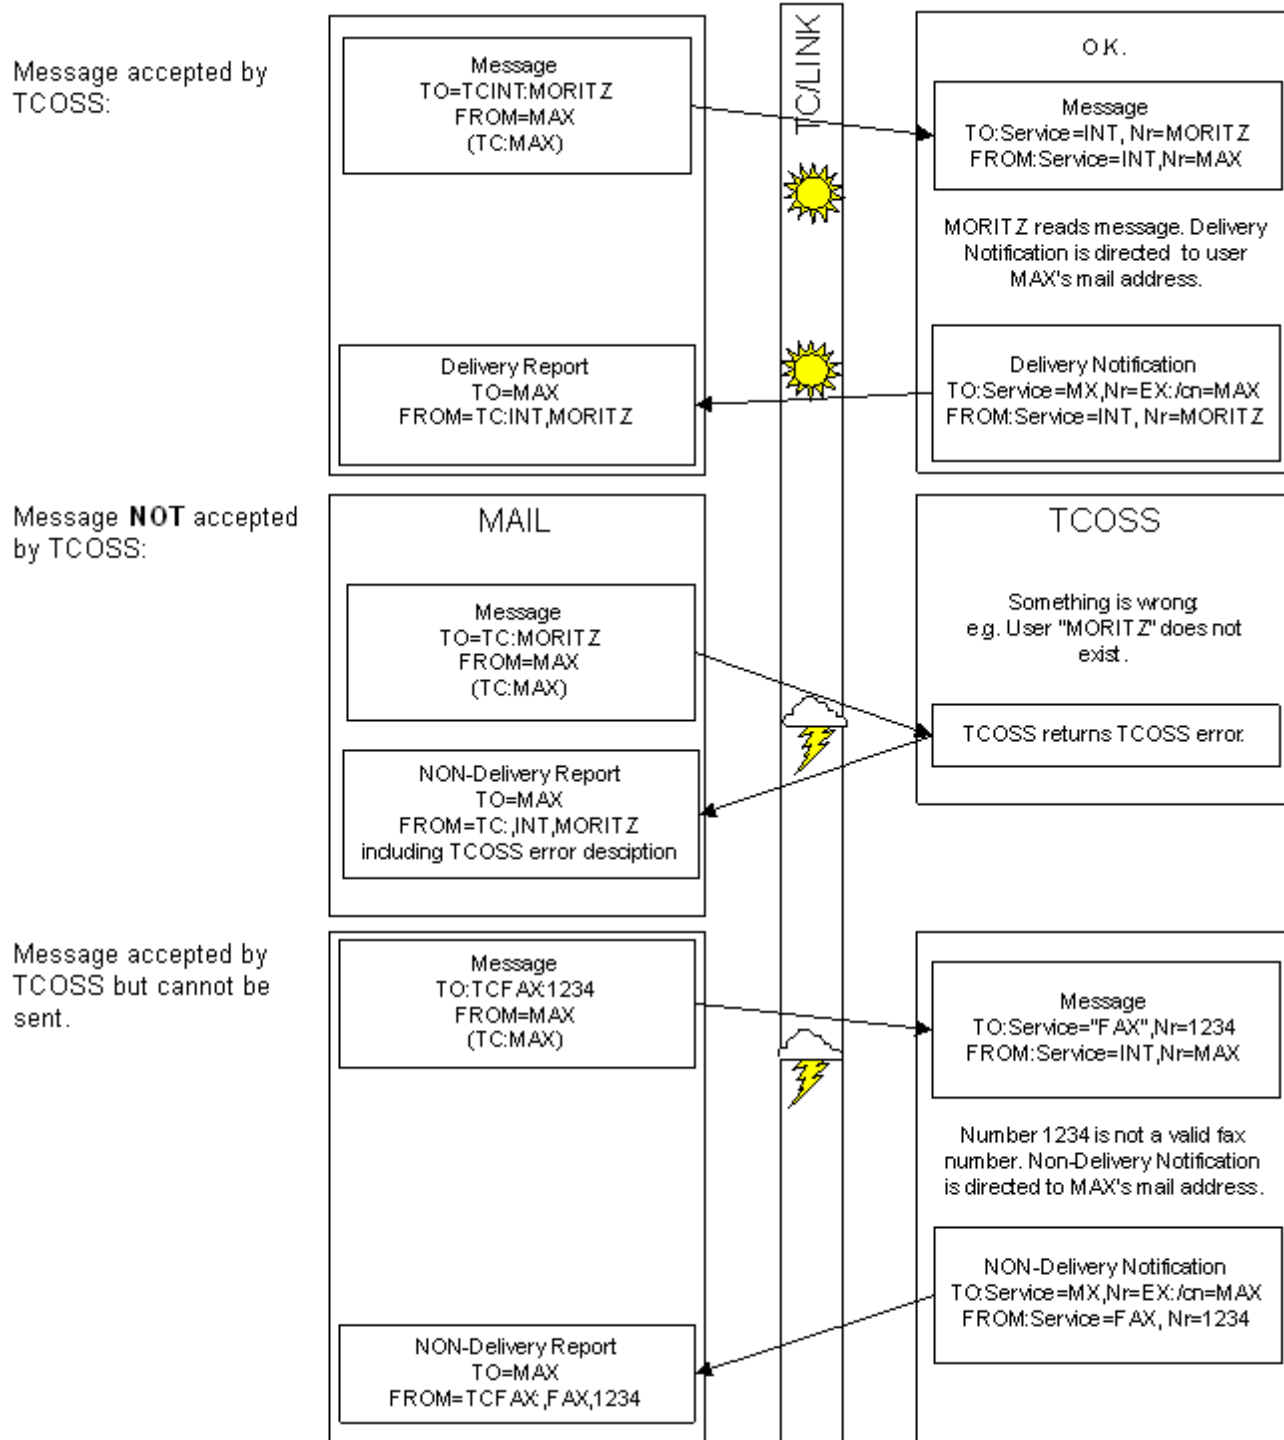 Message accepted by
TCOSS:
Message
TO=TCINT:MORITZ
FROM=MAX
(TC:MAX)
TC/LINK
O.K.
Message
TO:Service=INT, Nr=MORITZ
FROM:Service=INT,Nr=MAX
MORITZ reads message. Delivery
Notification is directed to user
MAX's mail address.
Delivery Report
TO=MAX
FROM=TC:INT,MORITZ
Delivery Notification
TO:Service=MX,Nr=EX:/cn=MAX
FROM:Service=INT, Nr=MORITZ
Message NOT accepted
by TCOSS:
MAIL
Message
TO=TC:MORITZ
FROM=MAX
(TC:MAX)
NON-Delivery Report
TO=MAX
FROM=TC:,INT,MORITZ
including TCOSS error desciption
TCOSS
Something is wrong:
e.g. User "MORITZ" does not
exist.
TCOSS returns TCOSS error.
Message accepted by
TCOSS but cannot be
sent.
Message
TO:TCFAX:1234
FROM=MAX
(TC:MAX)
Message
TO:Service="FAX",Nr=1234
FROM:Service=INT,Nr=MAX
Number 1234 is not a valid fax
number. Non-Delivery Notification
is directed to MAX's mail address.
NON-Delivery Notification
TO:Service=MX,Nr=EX:/cn=MAX
FROM:Service=FAX, Nr=1234
NON-Delivery Report
TO=MAX
FROM=TCFAX:,FAX,1234